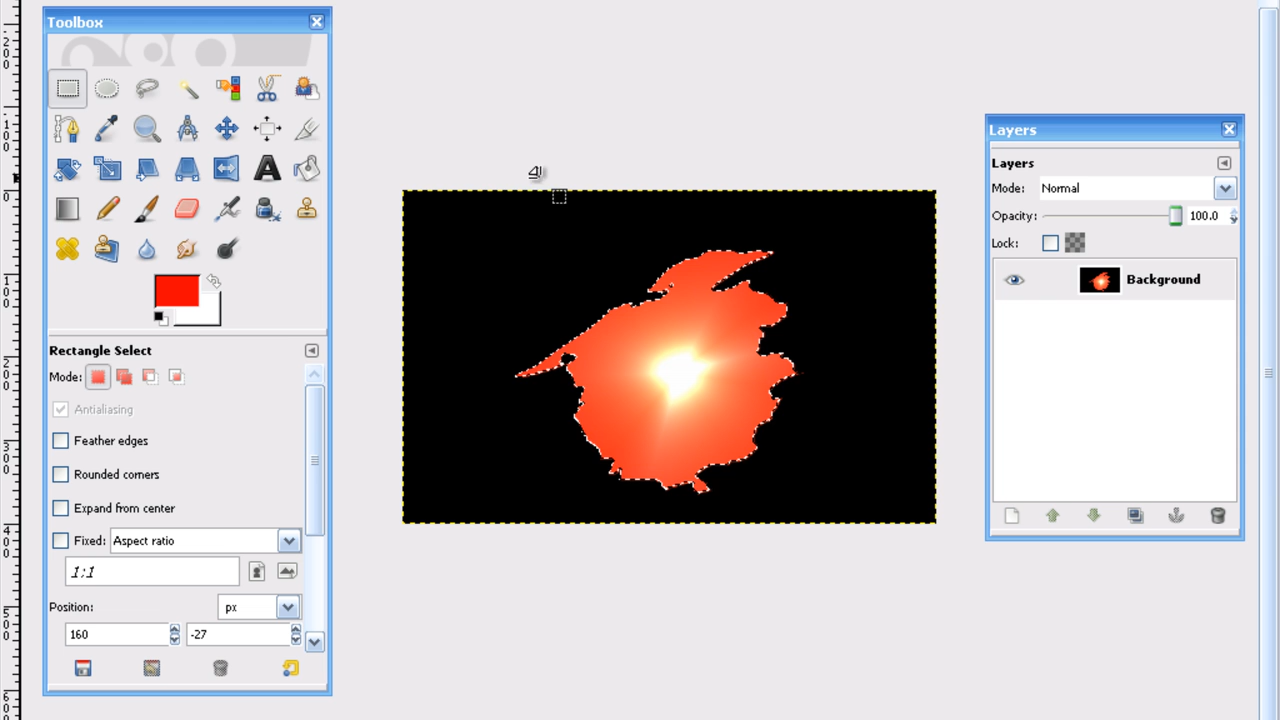 Toolbox
Rectangle Select
Mode:
Antialiasing
Feather edges
Rounded corners
Expand from center
Fixed: Aspect ratio
1:1
Position: px
160 -27
Layers
Layers
Mode: Normal
Opacity: 100.0
Lock:
Background